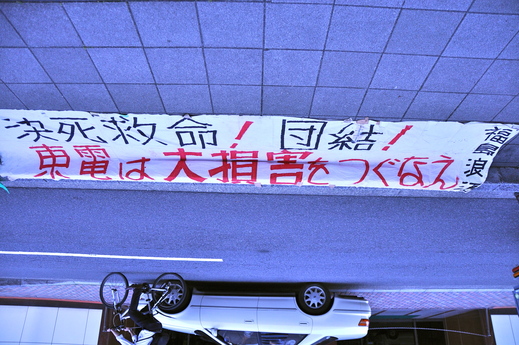 決死救命！団結！
東電は大損害をつぐなえ
福島浪江